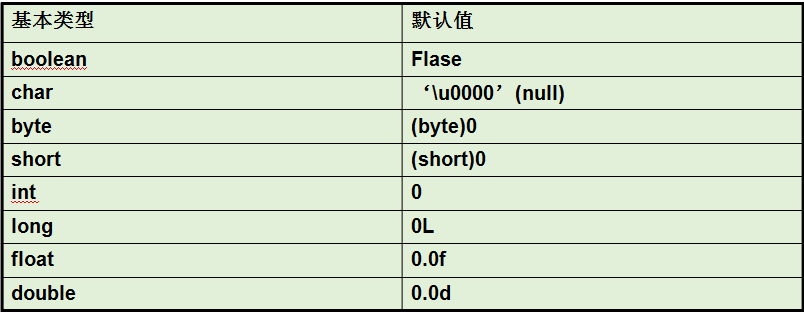 基本类型 默认值
boolean Flase
char ‘\u0000’(null)
byte (byte)0
short (short)0
int 0
long 0L
float 0.0f
double 0.0d